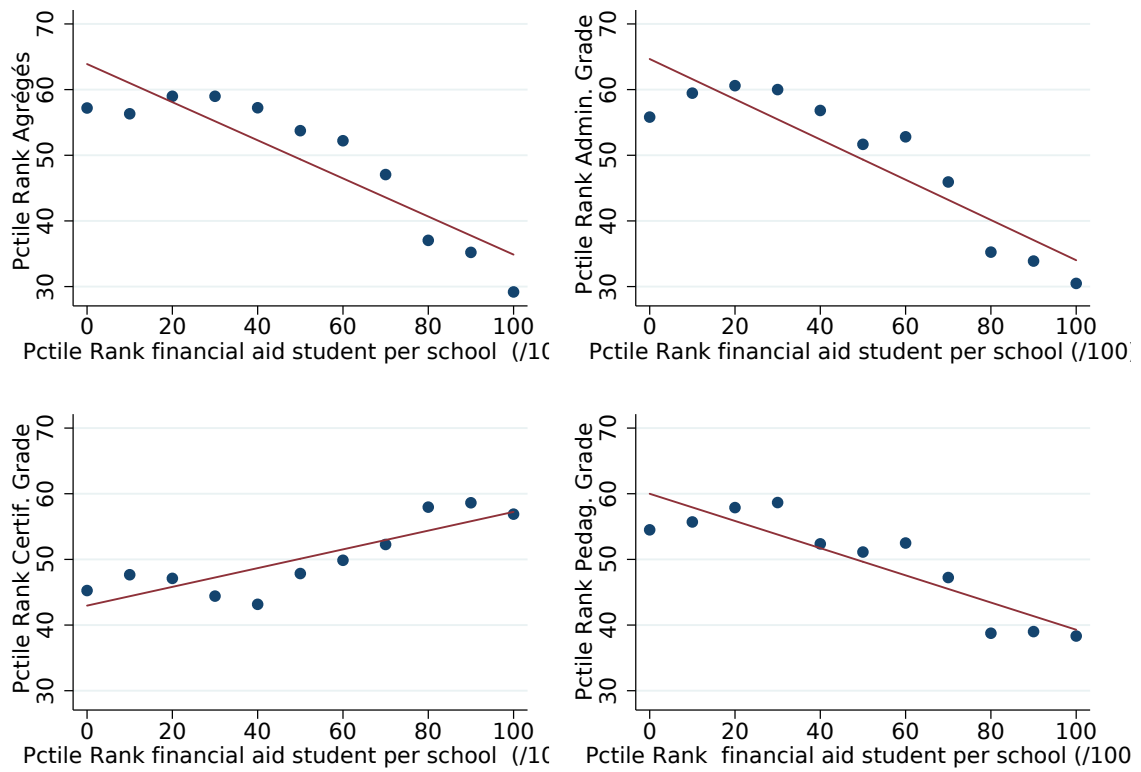 Pctile Rank Agrégés
70
60
50
40
30
0 20 40 60 80 100
Pctile Rank financial aid student per school (/10
Pctile Rank Admin. Grade
70
60
50
40
30
0 20 40 60 80 100
Pctile Rank financial aid student per school (/100)
Pctile Rank Certif. Grade
70
60
50
40
30
0 20 40 60 80 100
Pctile Rank financial aid student per school (/10
Pctile Rank Pedag. Grade
70
60
50
40
30
0 20 40 60 80 100
Pctile Rank financial aid student per school (/100